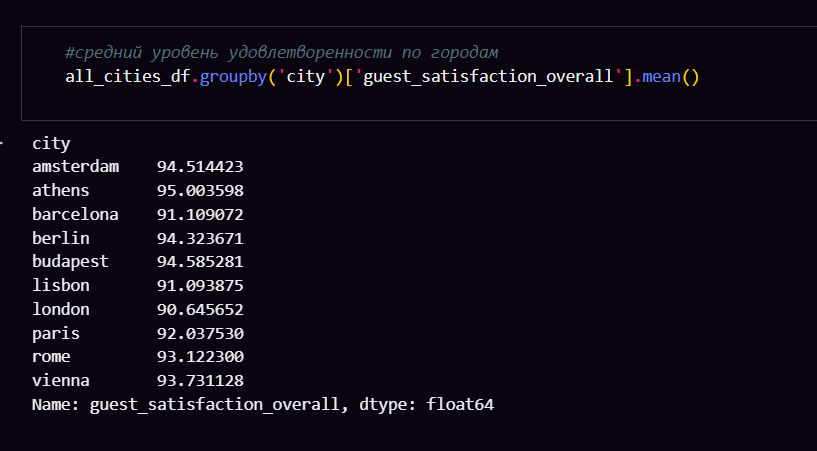 #средний уровень удовлетворенности по городам
all_cities_df.groupby('city')['guest_satisfaction_overall'].mean()
city
amsterdam    94.514423
athens       95.003598
barcelona    91.109072
berlin       94.323671
budapest     94.585281
lisbon       91.093875
london       90.645652
paris        92.037530
rome         93.122300
vienna       93.731128
Name: guest_satisfaction_overall, dtype: float64